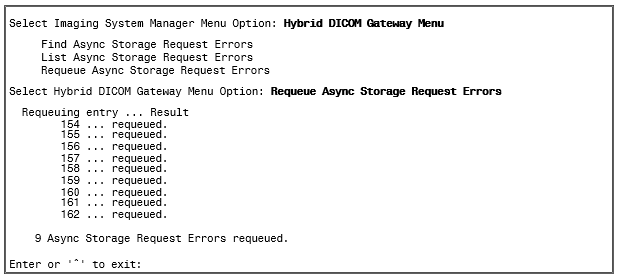 Select Imaging System Manager Menu Option: Hybrid DICOM Gateway Menu
Find Async Storage Request Errors
List Async Storage Request Errors
Requeue Async Storage Request Errors
Select Hybrid DICOM Gateway Menu Option: Requeue Async Storage Request Errors
Requeuing entry ... Result
154 ... requeued.
155 ... requeued.
156 ... requeued.
157 ... requeued.
158 ... requeued.
159 ... requeued.
160 ... requeued.
161 ... requeued.
162 ... requeued.
9 Async Storage Request Errors requeued.
Enter or '^' to exit: